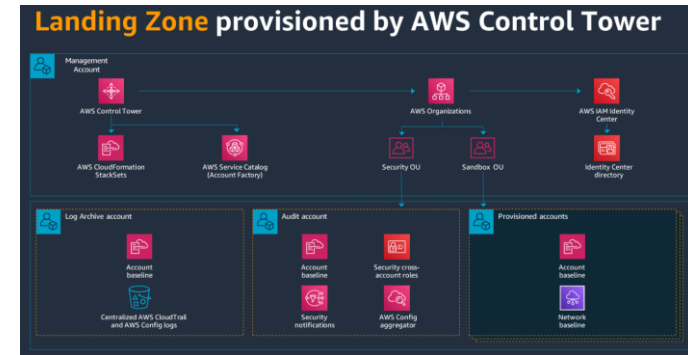 Landing Zone provisioned by AWS Control Tower
Management
Account
AWS Control Tower
AWS Organizations
AWS IAM Identity
Center
AWS CloudFormation
StackSets
AWS Service Catalog
(Account Factory)
Security OU
Sandbox OU
Identity Center
directory
Log Archive account
Account
baseline
Centralized AWS CloudTrail
and AWS Config logs
Audit account
Account
baseline
Security cross-
account roles
Security
notifications
AWS Config
aggregator
Provisioned accounts
Account
baseline
Network
baseline